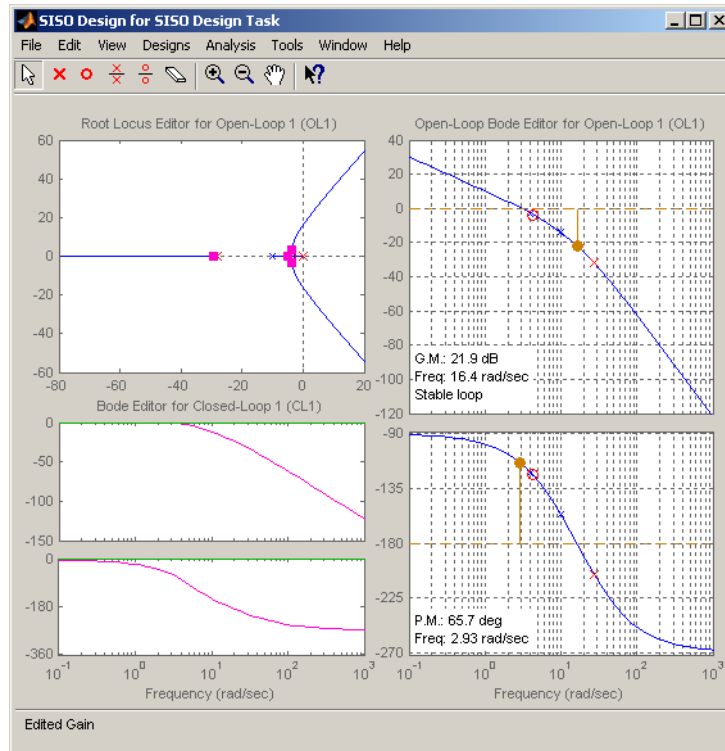 SISO Design for SISO Design Task
File Edit View Designs Analysis Tools Window Help
Root Locus Editor for Open-Loop 1 (OL1)
60
40
20
0
-20
-40
-60
-80 -60 -40 -20 0 20
Bode Editor for Closed-Loop 1 (CL1)
0
-50
-100
-150
0
-180
-360
10^-1 10^0 10^1 10^2 10^3
Frequency (rad/sec)
Open-Loop Bode Editor for Open-Loop 1 (OL1)
40
20
0
-20
-40
-60
-80
-100
-120
G.M.: 21.9 dB
Freq: 16.4 rad/sec
Stable loop
-90
-135
-180
-225
-270
P.M.: 65.7 deg
Freq: 2.93 rad/sec
10^-1 10^0 10^1 10^2 10^3
Frequency (rad/sec)
Edited Gain